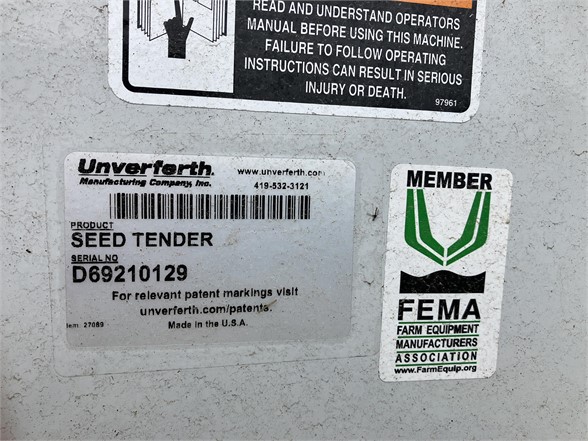 READ AND UNDERSTAND OPERATORS
MANUAL BEFORE USING THIS MACHINE.
FAILURE TO FOLLOW OPERATING
INSTRUCTIONS CAN RESULT IN SERIOUS
INJURY OR DEATH.
97961
Unverferth.
Manufacturing Company, Inc.
www.unverferth.com
419-532-3121
PRODUCT
SEED TENDER
SERIAL NO
D69210129
For relevant patent markings visit
unverferth.com/patents.
Item: 27089
Made in the U.S.A.
MEMBER
FEMA
FARM EQUIPMENT
MANUFACTURERS
ASSOCIATION
www.FarmEquip.org